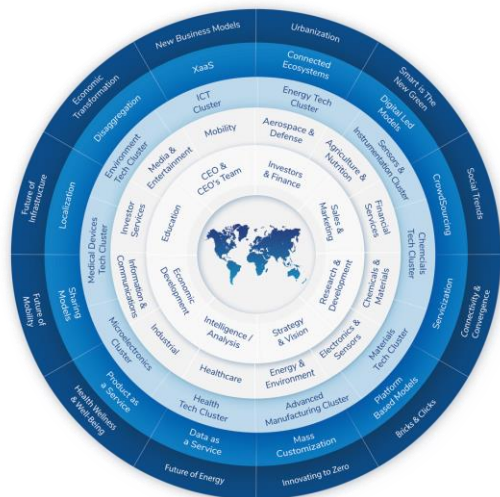 New Business Models
Urbanization
Smart is The
New Green
Social Trends
Connectivity &
Convergence
Bricks & Clicks
Innovating to Zero
Future of Energy
Health Wellness
& Well-Being
Future of
Mobility
Future of
Infrastructure
Economic
Transformation
XaaS
Connected
Ecosystems
Digital Led
Models
CrowdSourcing
Servicization
Platform
Based Models
Mass
Customization
Data as
a Service
Product as
a Service
Sharing
Models
Localization
Disaggregation
ICT
Cluster
Energy Tech
Cluster
Sensors &
Instrumentation Cluster
Chemcials
Tech Cluster
Materials
Tech Cluster
Advanced
Manufacturing Cluster
Health
Tech Cluster
Microelectronics
Cluster
Medical Devices
Tech Cluster
Environment
Tech Cluster
Mobility
Aerospace &
Defense
Agriculture &
Nutrition
Financial
Services
Chemicals &
Materials
Electronics &
Sensors
Energy &
Environment
Healthcare
Industrial
Information &
Communications
Investor
Services
Media &
Entertainment
CEO &
CEO's Team
Investors
& Finance
Sales &
Marketing
Research &
Development
Strategy
& Vision
Intelligence /
Analysis
Economic
Development
Education